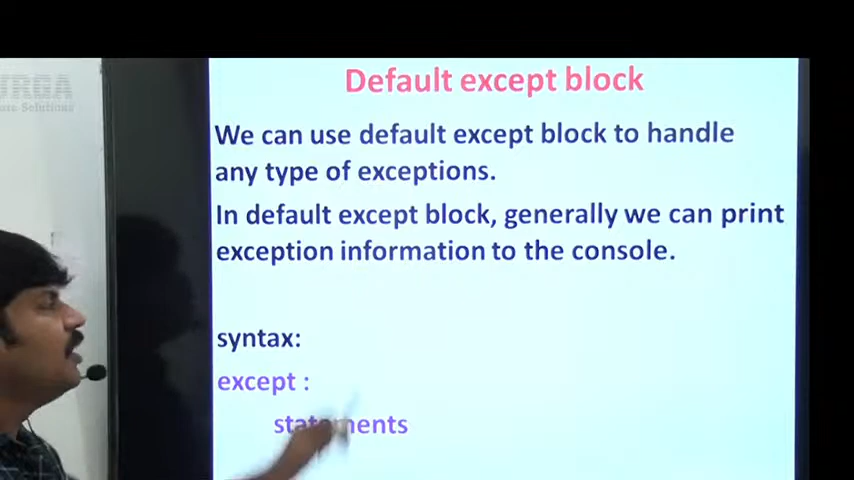 Default except block
We can use default except block to handle
any type of exceptions.
In default except block, generally we can print
exception information to the console.
syntax:
except :
statements